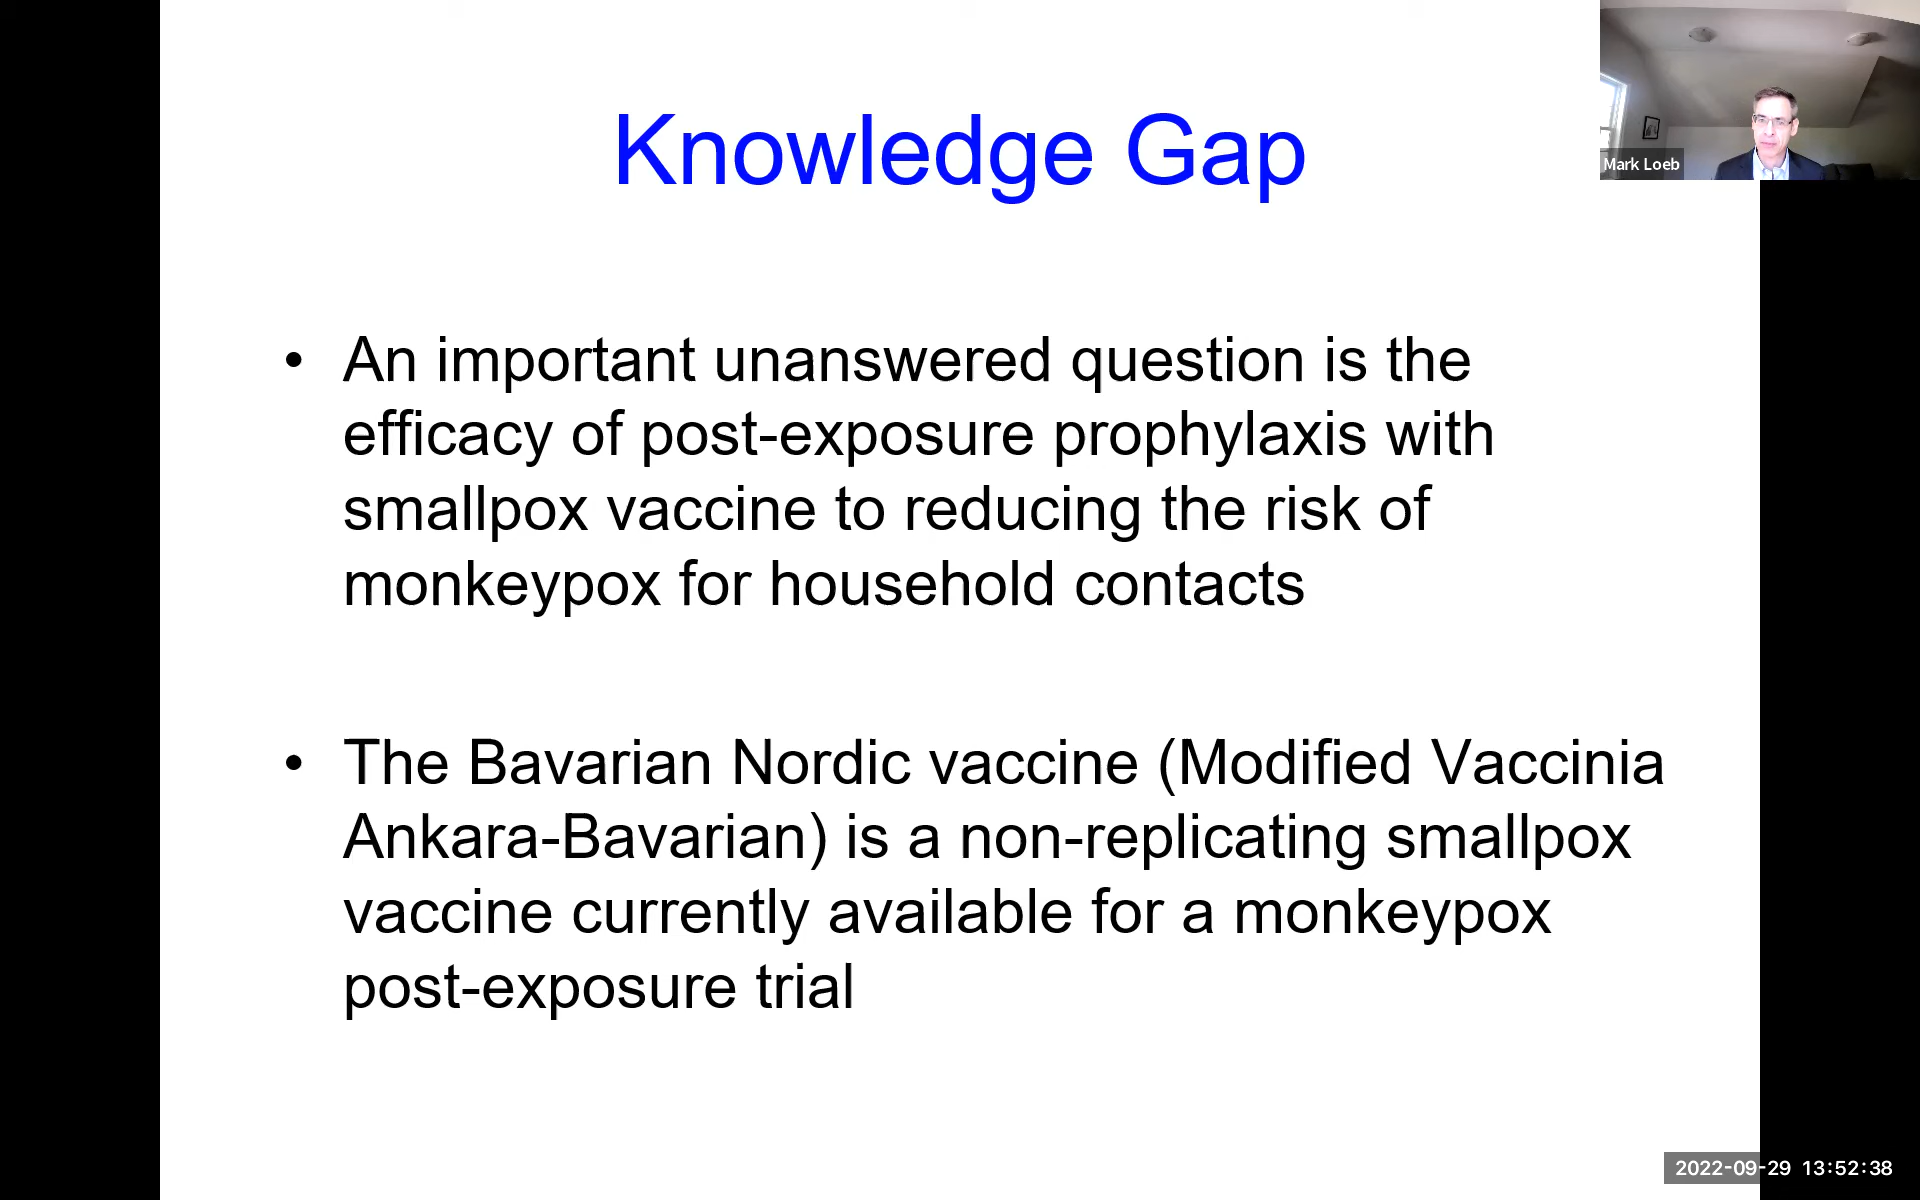 Knowledge Gap
Mark Loeb
• An important unanswered question is the
efficacy of post-exposure prophylaxis with
smallpox vaccine to reducing the risk of
monkeypox for household contacts
• The Bavarian Nordic vaccine (Modified Vaccinia
Ankara-Bavarian) is a non-replicating smallpox
vaccine currently available for a monkeypox
post-exposure trial
2022-09-29 13:52:38